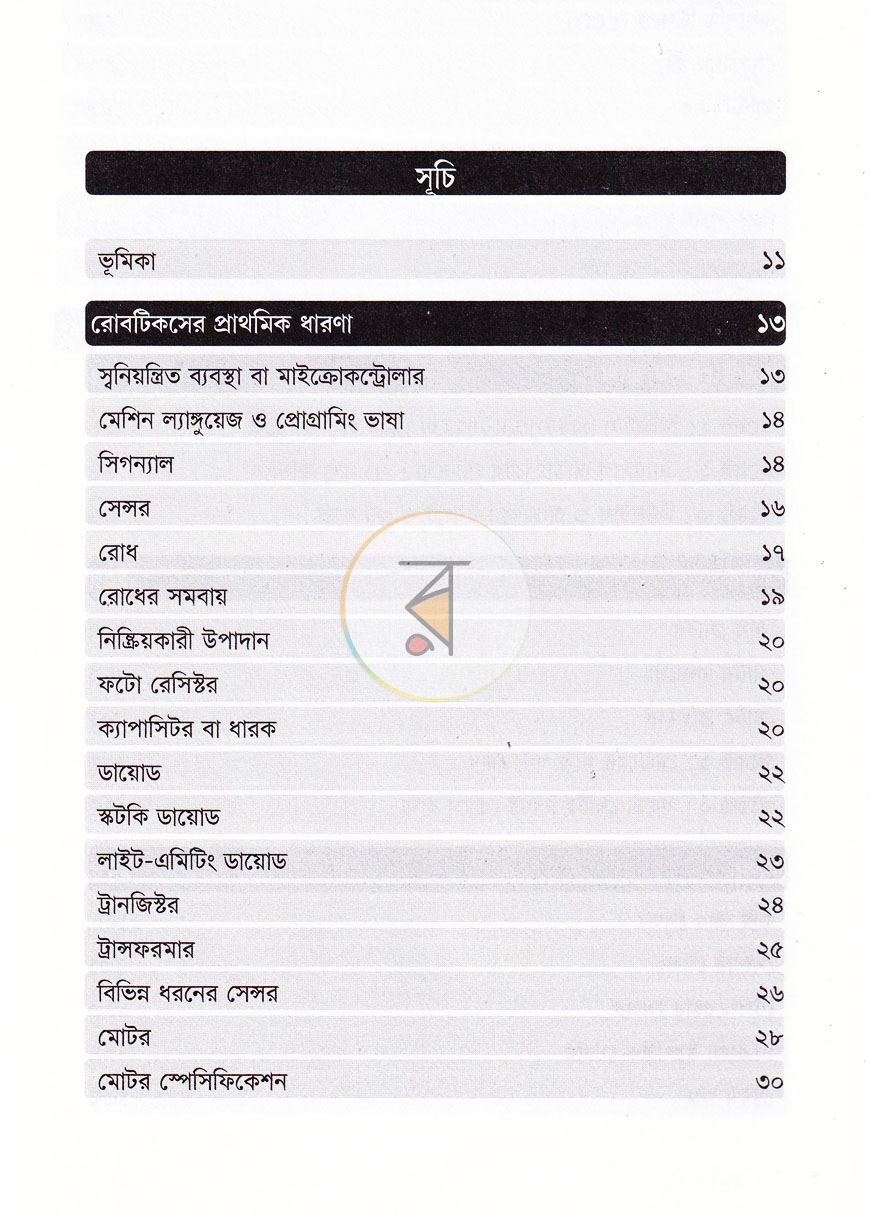 সূচি
ভূমিকা ১১
রোবটিকসের প্রাথমিক ধারণা ১৩
স্বনিয়ন্ত্রিত ব্যবস্থা বা মাইক্রোকন্ট্রোলার ১৩
মেশিন ল্যাঙ্গুয়েজ ও প্রোগ্রামিং ভাষা ১৪
সিগন্যাল ১৪
সেন্সর ১৬
রোধ ১৭
রোধের সমবায় ১৯
নিষ্ক্রিয়কারী উপাদান ২০
ফটো রেসিস্টর ২০
ক্যাপাসিটর বা ধারক ২০
ডায়োড ২২
স্কটকি ডায়োড ২২
লাইট-এমিটিং ডায়োড ২৩
ট্রানজিস্টর ২৪
ট্রান্সফরমার ২৫
বিভিন্ন ধরনের সেন্সর ২৬
মোটর ২৮
মোটর স্পেসিফিকেশন ৩০
র